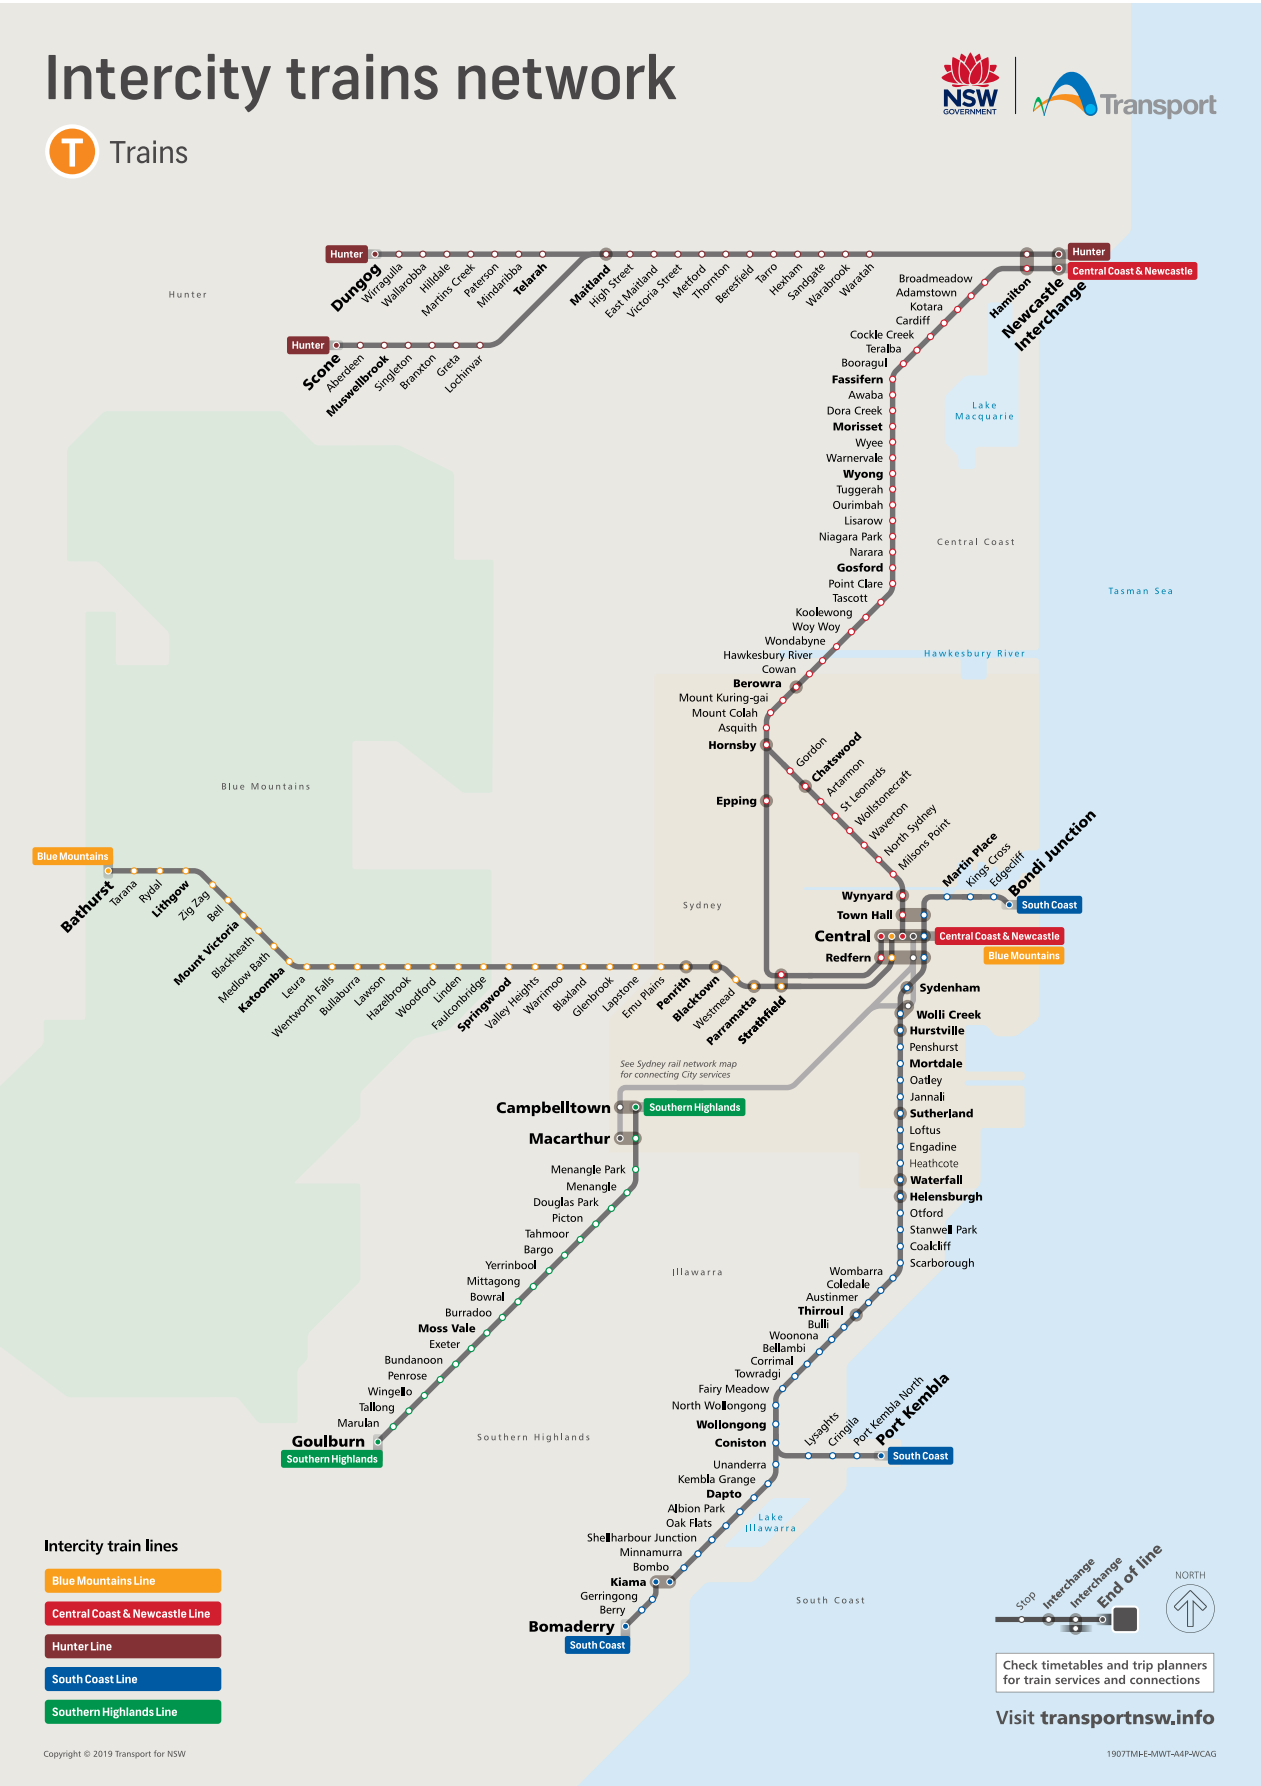 Intercity trains network
T Trains
NSW
GOVERNMENT
Transport
Hunter
Dungog
Wirragulla
Wallarobba
Hilldale
Martins Creek
Paterson
Mindaribba
Telarah
Maitland
High Street
East Maitland
Victoria Street
Metford
Thornton
Beresfield
Tarro
Hexham
Sandgate
Warabrook
Waratah
Hamilton
Newcastle
Interchange
Hunter
Central Coast & Newcastle
Hunter
Hunter
Scone
Aberdeen
Muswellbrook
Singleton
Branxton
Greta
Lochinvar
Broadmeadow
Adamstown
Kotara
Cardiff
Cockle Creek
Teralba
Booragul
Fassifern
Awaba
Dora Creek
Morisset
Wyee
Warnervale
Wyong
Tuggerah
Ourimbah
Lisarow
Niagara Park
Narara
Gosford
Point Clare
Tascott
Koolewong
Woy Woy
Wondabyne
Hawkesbury River
Cowan
Berowra
Mount Kuring-gai
Mount Colah
Asquith
Hornsby
Epping
Lake
Macquarie
Central Coast
Tasman Sea
Hawkesbury River
Gordon
Chatswood
Artarmon
St Leonards
Wollstonecraft
Waverton
North Sydney
Milsons Point
Wynyard
Town Hall
Central
Redfern
Martin Place
Kings Cross
Edgecliff
Bondi Junction
South Coast
Central Coast & Newcastle
Blue Mountains
Sydney
Blue Mountains
Blue Mountains
Bathurst
Tarana
Rydal
Lithgow
Zig Zag
Bell
Mount Victoria
Blackheath
Medlow Bath
Katoomba
Leura
Wentworth Falls
Bullaburra
Lawson
Hazelbrook
Woodford
Linden
Faulconbridge
Springwood
Valley Heights
Warrimoo
Blaxland
Glenbrook
Lapstone
Emu Plains
Penrith
Blacktown
Westmead
Parramatta
Strathfield
Sydenham
Wolli Creek
Hurstville
Penshurst
Mortdale
Oatley
Jannali
Sutherland
Loftus
Engadine
Heathcote
Waterfall
Helensburgh
Otford
Stanwell Park
Coalcliff
Scarborough
Wombarra
Coledale
Austinmer
Thirroul
Bulli
Woonona
Bellambi
Corrimal
Towradgi
Fairy Meadow
North Wollongong
Wollongong
Coniston
Lysaghts
Cringila
Port Kembla North
Port Kembla
South Coast
Unanderra
Kembla Grange
Dapto
Albion Park
Oak Flats
Shellharbour Junction
Minnamurra
Bombo
Kiama
Gerringong
Berry
Bomaderry
South Coast
Lake
Illawarra
South Coast
Illawarra
See Sydney rail network map
for connecting City services
Campbelltown
Southern Highlands
Macarthur
Menangle Park
Menangle
Douglas Park
Picton
Tahmoor
Bargo
Yerrinbool
Mittagong
Bowral
Burradoo
Moss Vale
Exeter
Bundanoon
Penrose
Wingello
Tallong
Marulan
Goulburn
Southern Highlands
Southern Highlands
Intercity train lines
Blue Mountains Line
Central Coast & Newcastle Line
Hunter Line
South Coast Line
Southern Highlands Line
Stop
Interchange
Interchange
End of line
NORTH
Check timetables and trip planners
for train services and connections
Visit transportnsw.info
Copyright © 2019 Transport for NSW
1907TMI-E-MWT-A4P-WCAG